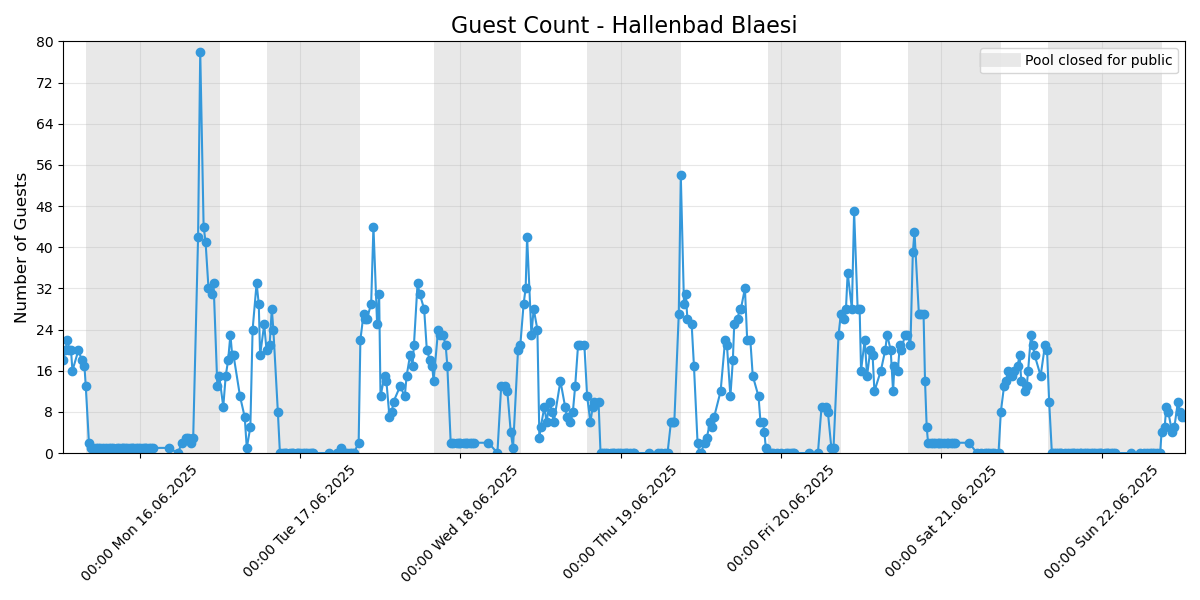 Guest Count - Hallenbad Blaesi
Pool closed for public
Number of Guests
80
72
64
56
48
40
32
24
16
8
0
00:00 Mon 16.06.2025
00:00 Tue 17.06.2025
00:00 Wed 18.06.2025
00:00 Thu 19.06.2025
00:00 Fri 20.06.2025
00:00 Sat 21.06.2025
00:00 Sun 22.06.2025